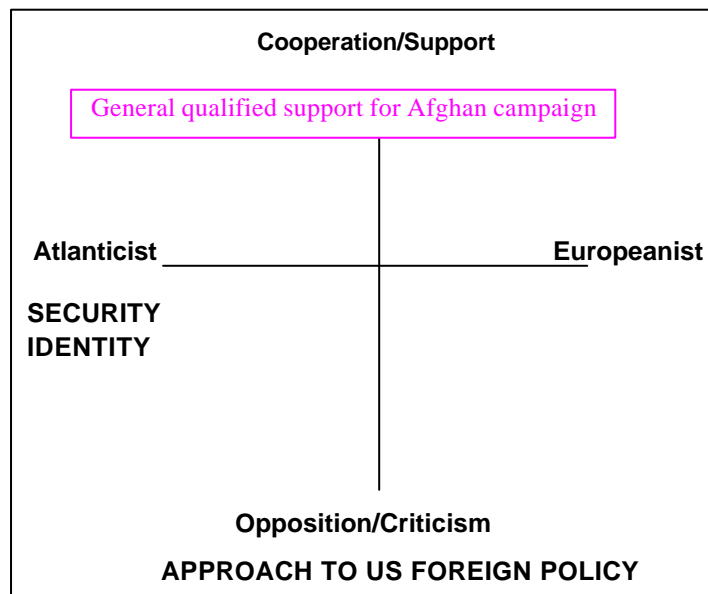 Cooperation/Support
General qualified support for Afghan campaign
Atlanticist
Europeanist
SECURITY
IDENTITY
Opposition/Criticism
APPROACH TO US FOREIGN POLICY